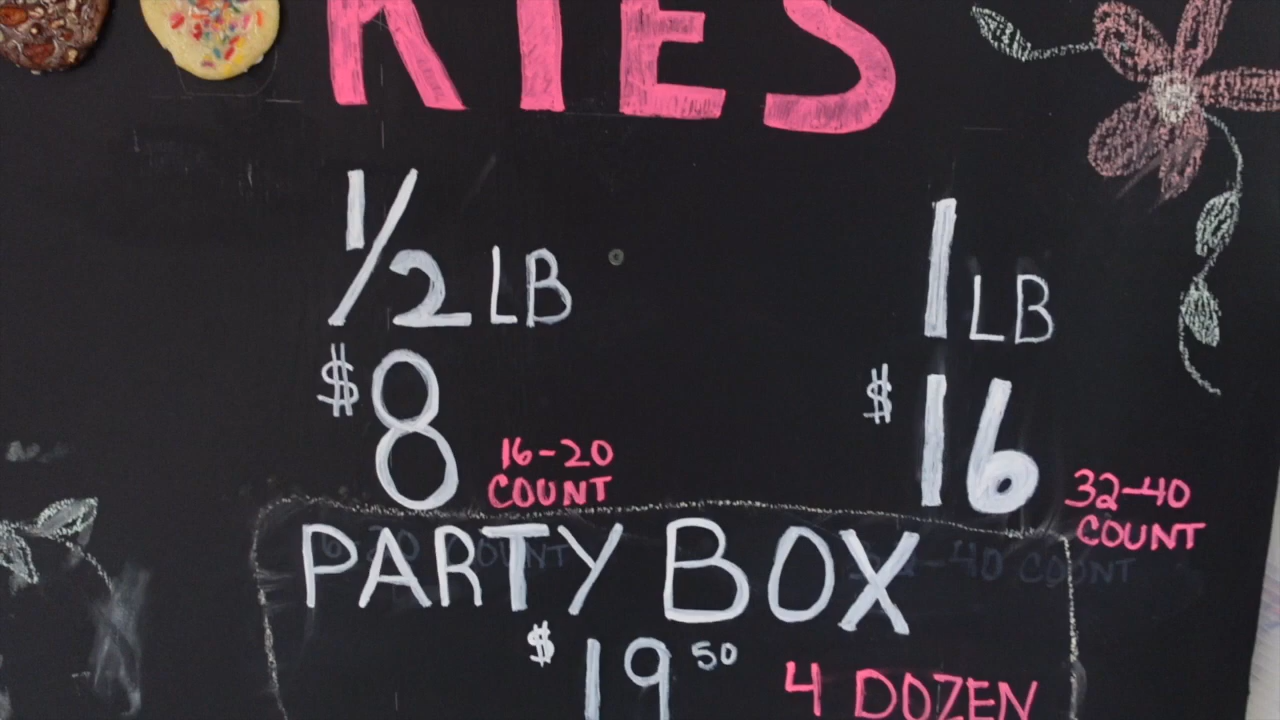 KIES
1/2 LB
$8
16-20
COUNT
1 LB
$16
32-40
COUNT
PARTY BOX
$19 50
4 DOZEN